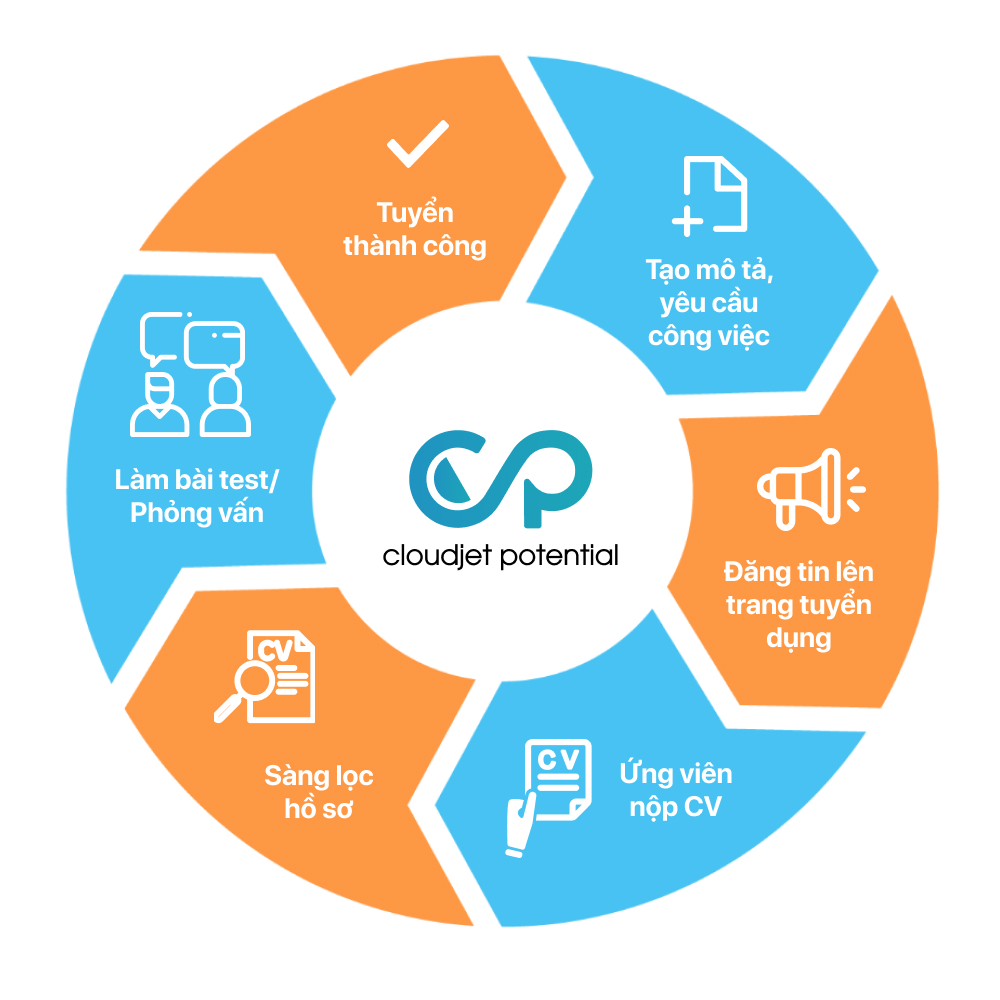 Tuyển
thành công
Tạo mô tả,
yêu cầu
công việc
Đăng tin lên
trang tuyển
dụng
CV
Ứng viên
nộp CV
CV
Sàng lọc
hồ sơ
Làm bài test/
Phỏng vấn
cp
cloudjet potential